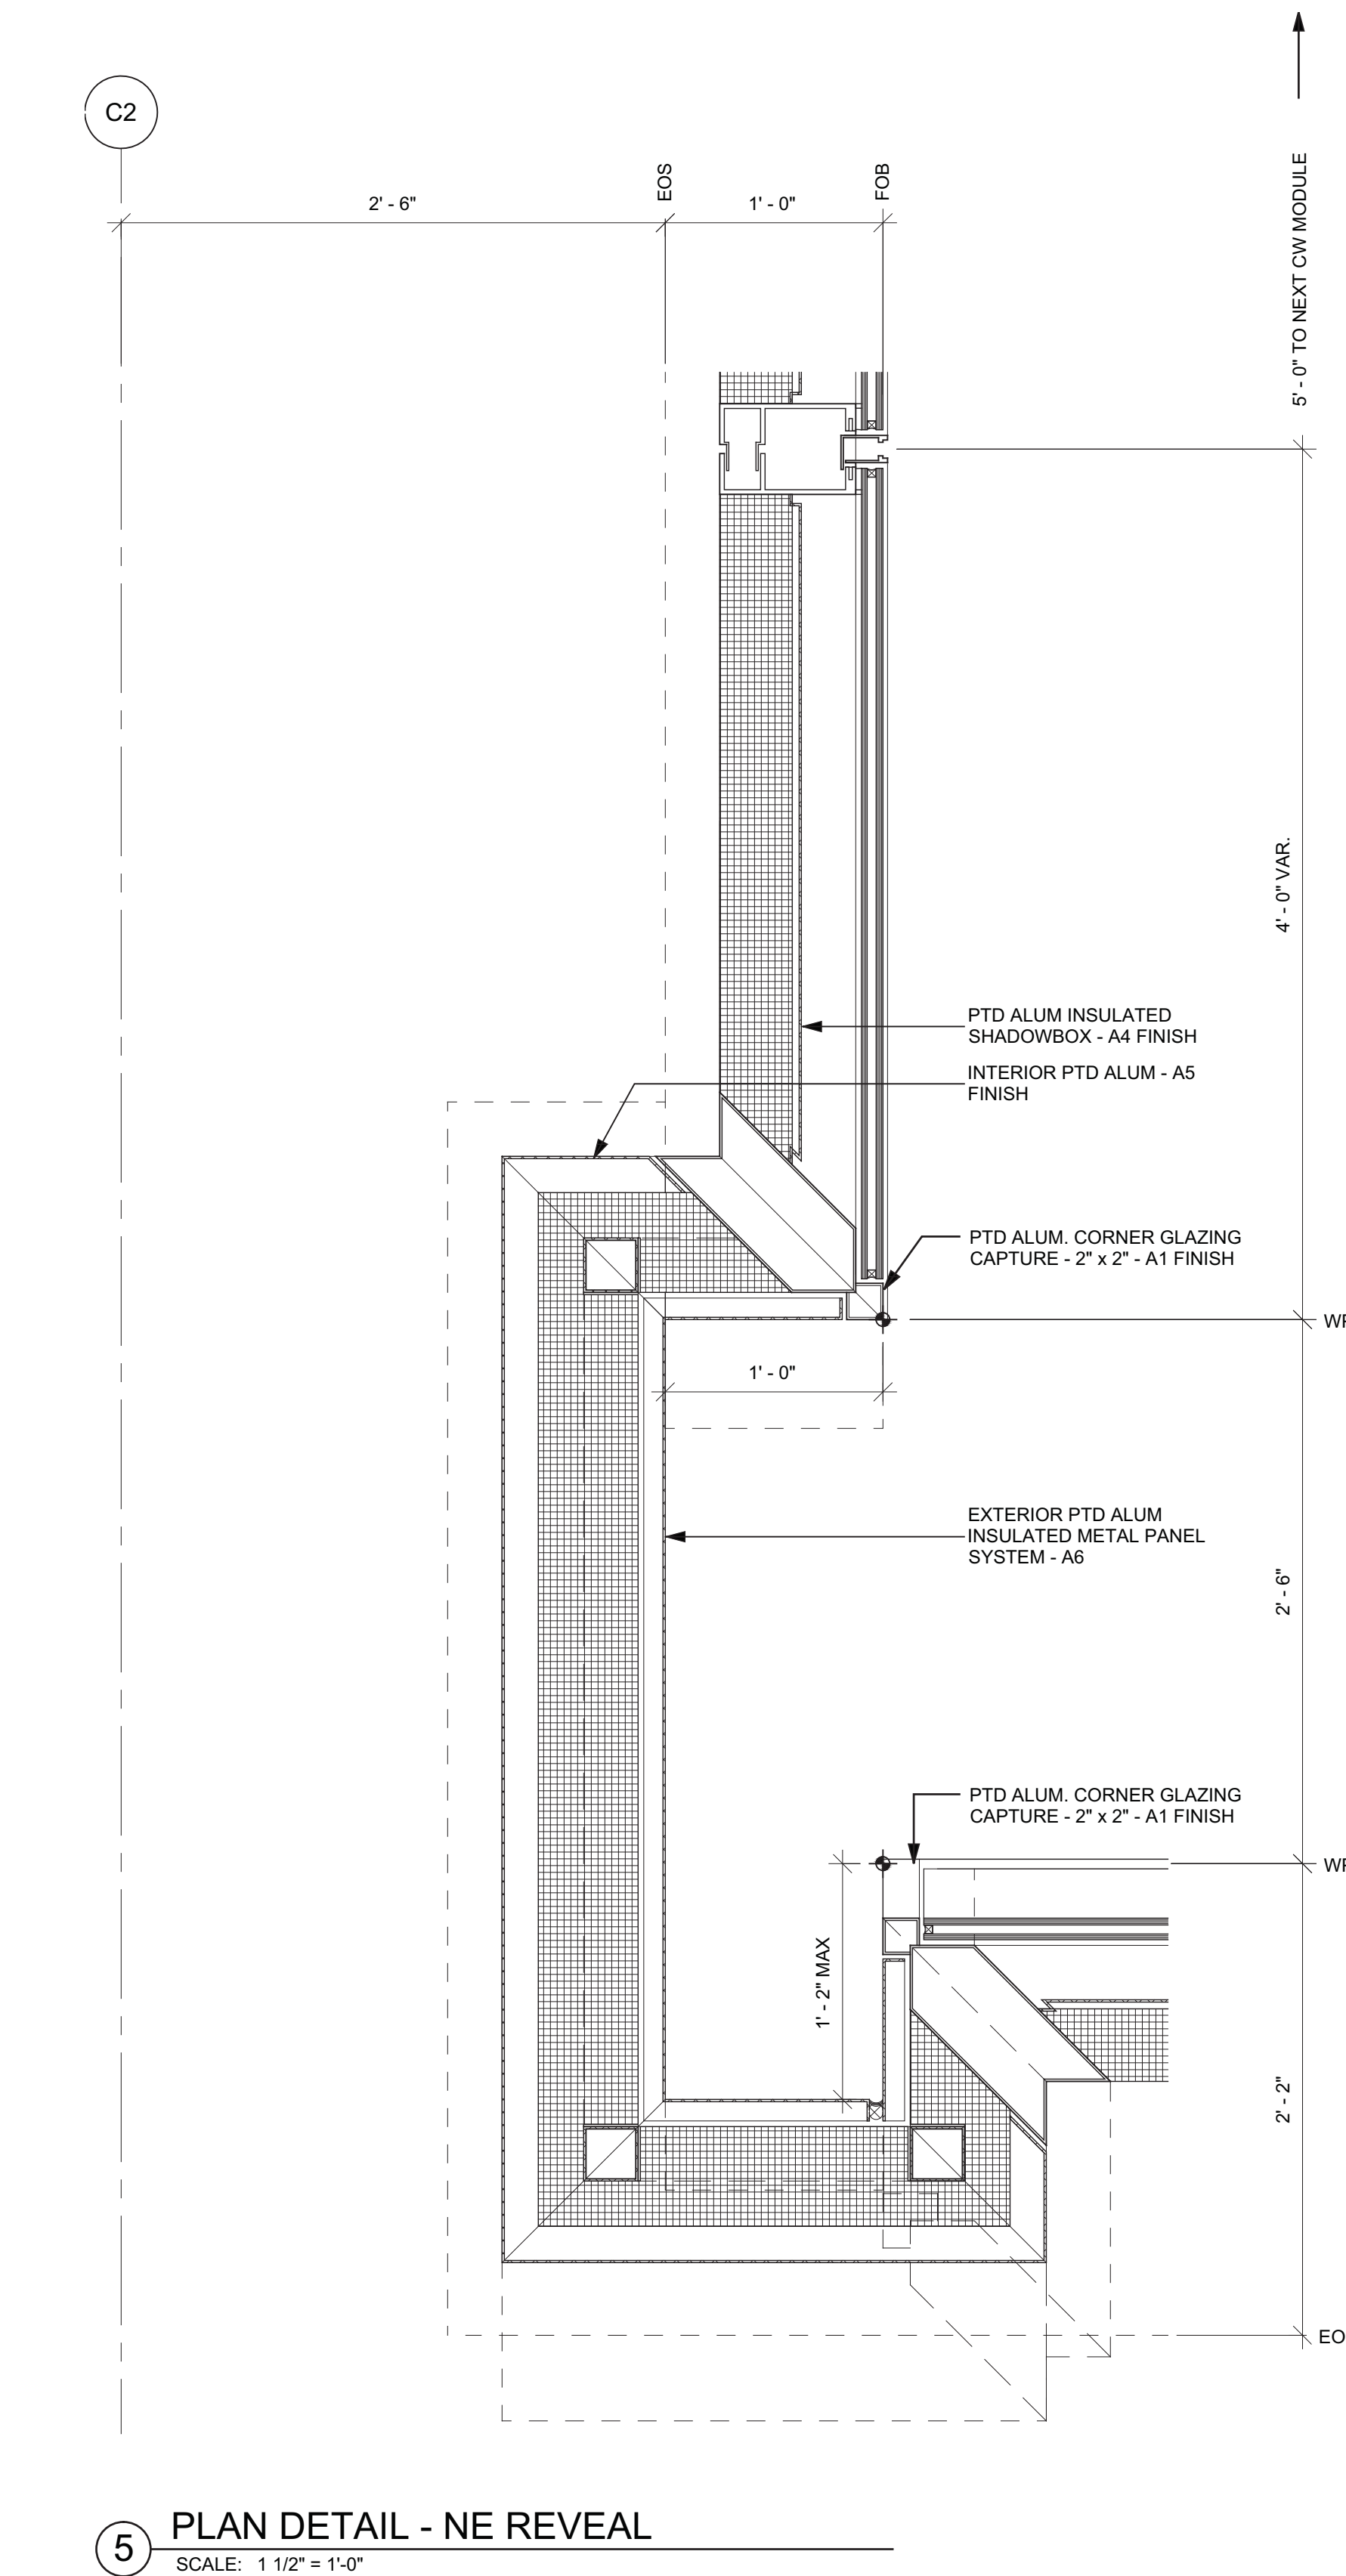 C2
2' - 6"
EOS
1' - 0"
FOB
5' - 0" TO NEXT CW MODULE
4' - 0" VAR.
PTD ALUM INSULATED
SHADOWBOX - A4 FINISH
INTERIOR PTD ALUM - A5
FINISH
PTD ALUM. CORNER GLAZING
CAPTURE - 2" x 2" - A1 FINISH
1' - 0"
EXTERIOR PTD ALUM
INSULATED METAL PANEL
SYSTEM - A6
2' - 6"
PTD ALUM. CORNER GLAZING
CAPTURE - 2" x 2" - A1 FINISH
1' - 2" MAX
2' - 2"
5
PLAN DETAIL - NE REVEAL
SCALE: 1 1/2" = 1'-0"